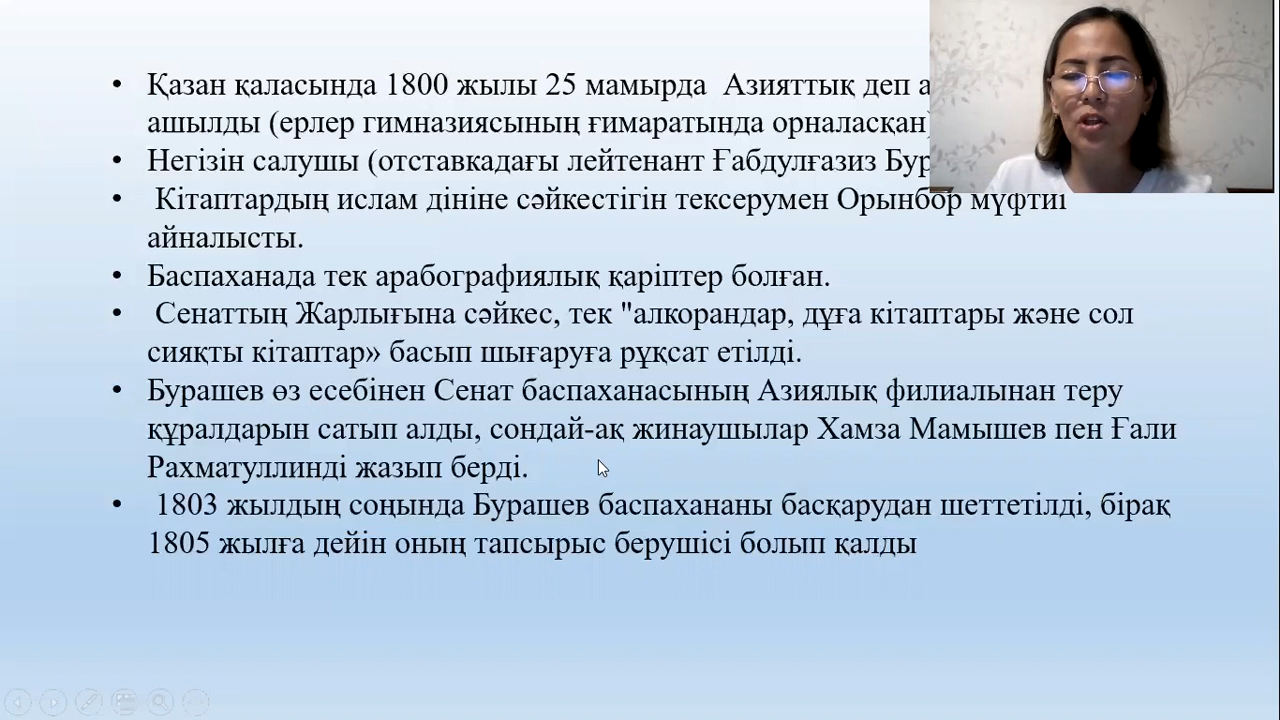 • Қазан қаласында 1800 жылы 25 мамырда Азияттық деп
ашылды (ерлер гимназиясының ғимаратында орналасқан)
• Негізін салушы (отставкадағы лейтенант Ғабдулғазиз
• Кітаптардың ислам дініне сәйкестігін тексерумен Орынбор мүфтиі
айналысты.
• Баспаханада тек арабографиялық қаріптер болған.
• Сенаттың Жарлығына сәйкес, тек "алкорандар, дұға кітаптары және сол
сияқты кітаптар» басып шығаруға рұқсат етілді.
• Бурашев өз есебінен Сенат баспаханасының Азиялық филиалынан теру
құралдарын сатып алды, сондай-ақ жинаушылар Хамза Мамышев пен Ғали
Рахматуллинді жазып берді.
• 1803 жылдың соңында Бурашев баспахананы басқарудан шеттетілді, бірақ
1805 жылға дейін оның тапсырыс берушісі болып қалды